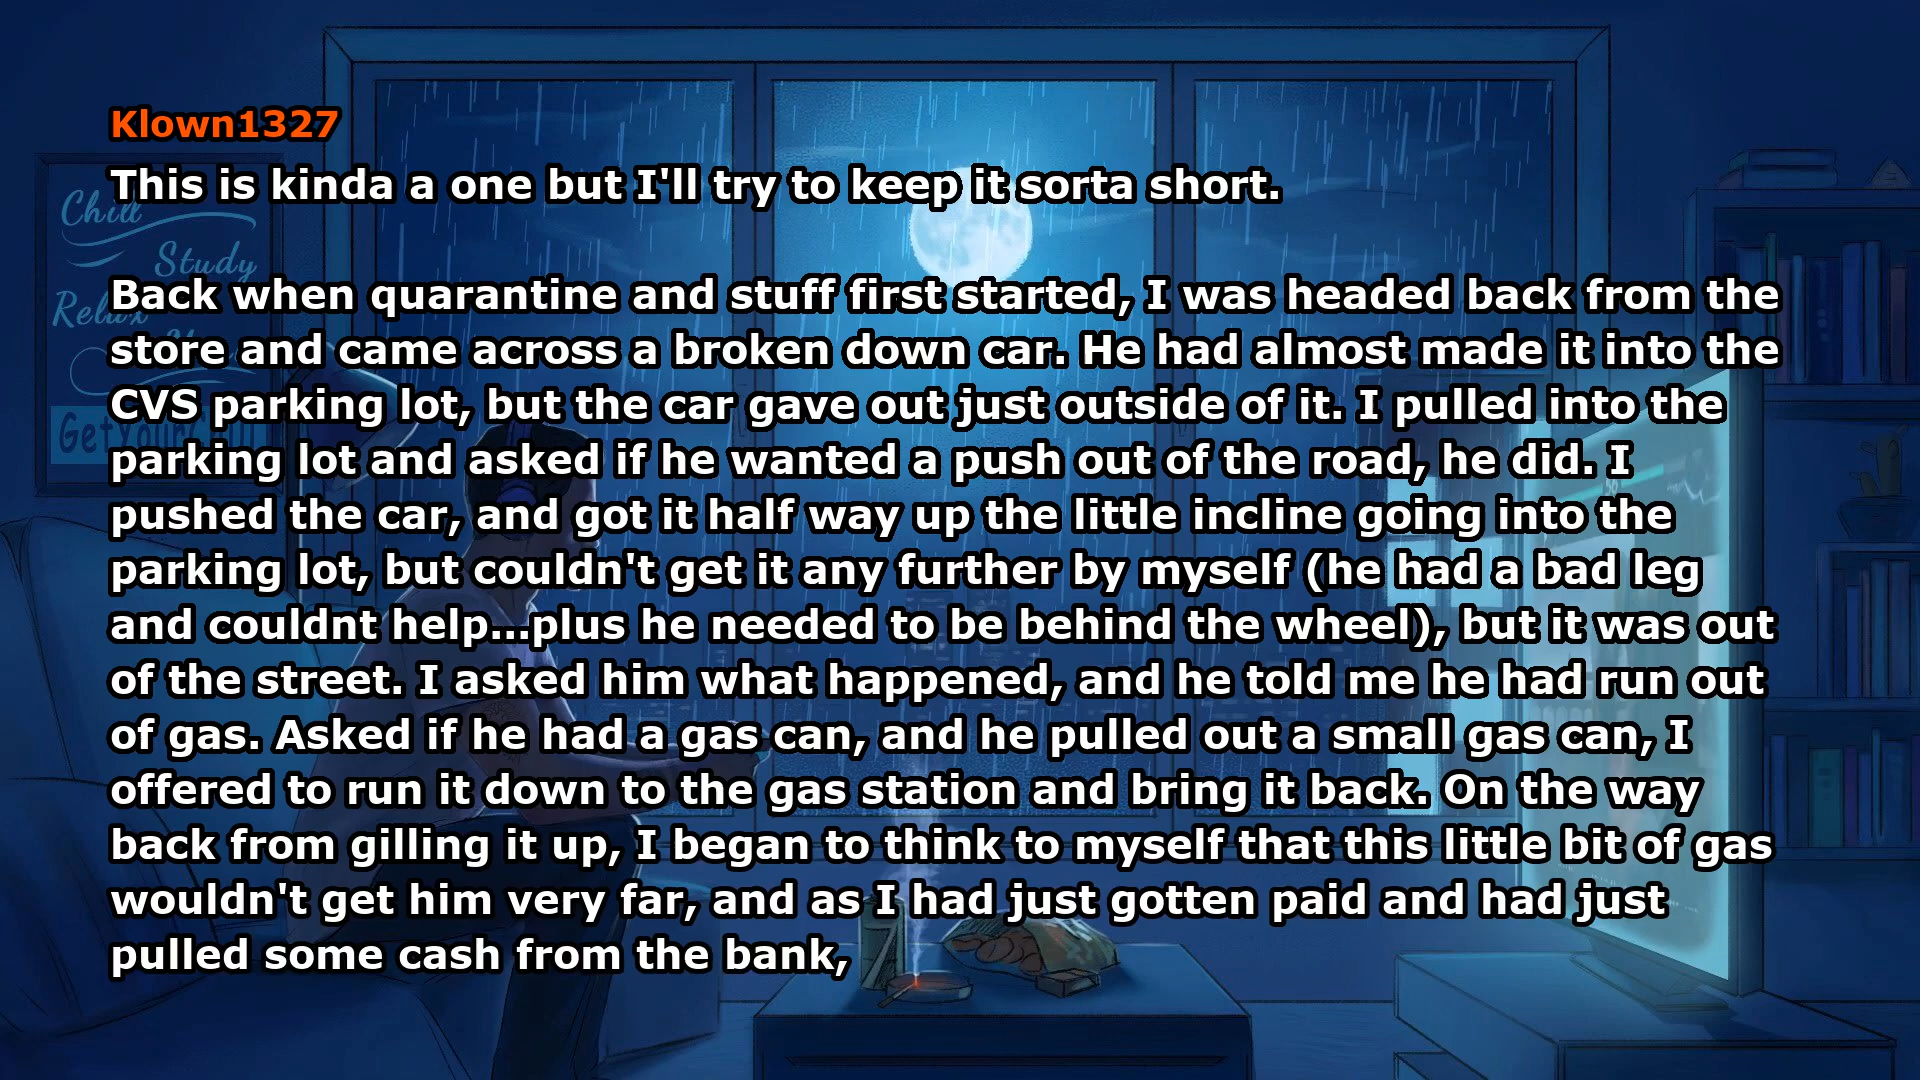 Klown1327
This is kinda a one but I'll try to keep it sorta short.
Chill
Study
Relax
Back when quarantine and stuff first started, I was headed back from the
store and came across a broken down car. He had almost made it into the
CVS parking lot, but the car gave out just outside of it. I pulled into the
parking lot and asked if he wanted a push out of the road, he did. I
pushed the car, and got it half way up the little incline going into the
parking lot, but couldn't get it any further by myself (he had a bad leg
and couldnt help...plus he needed to be behind the wheel), but it was out
of the street. I asked him what happened, and he told me he had run out
of gas. Asked if he had a gas can, and he pulled out a small gas can, I
offered to run it down to the gas station and bring it back. On the way
back from gilling it up, I began to think to myself that this little bit of gas
wouldn't get him very far, and as I had just gotten paid and had just
pulled some cash from the bank,